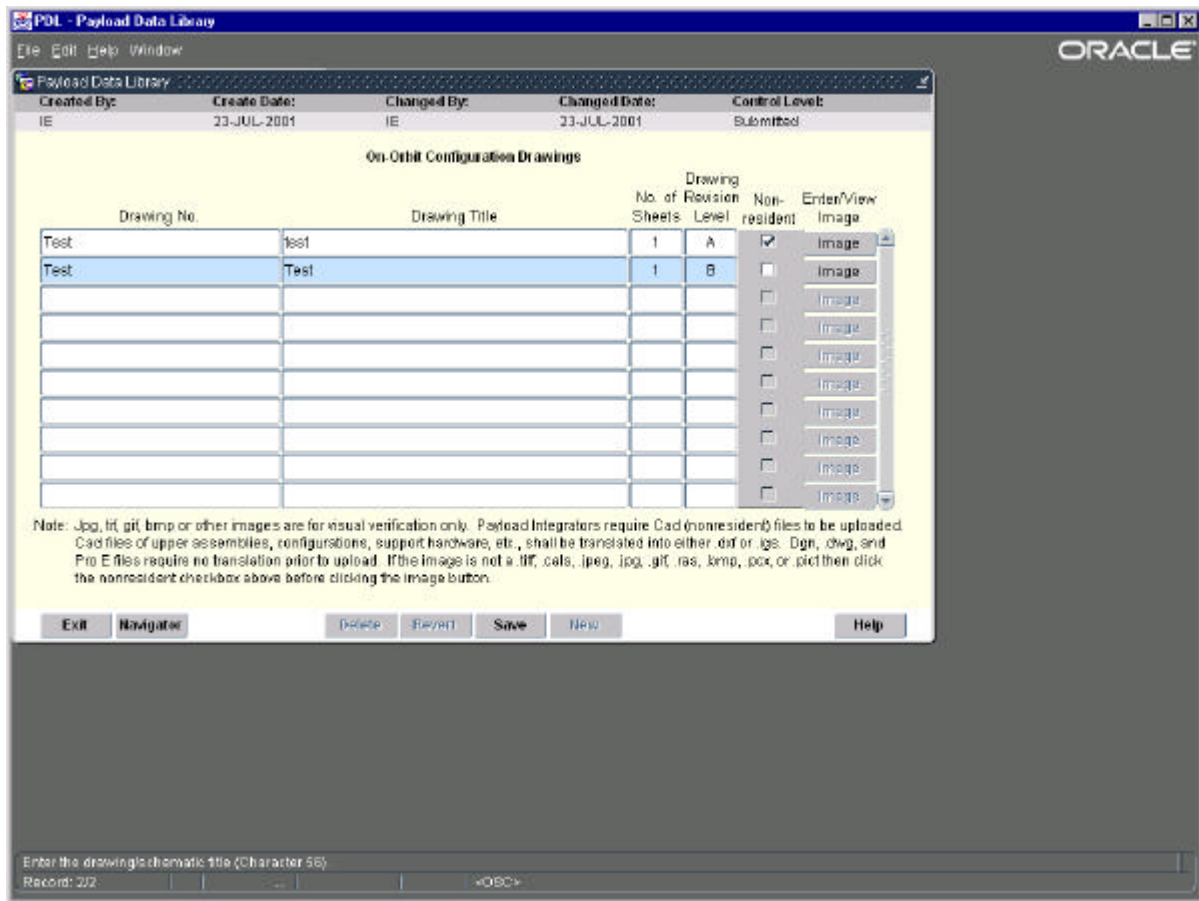 PDL - Payload Data Library
File Edit Help Window
ORACLE
Payload Data Library
Created By: Create Date: Changed By: Changed Date: Control Level:
IE 23-JUL-2001 IE 23-JUL-2001 Submitted
On-Orbit Configuration Drawings
Drawing
No. of Revision Non- Enter/View
Drawing No. Drawing Title Sheets Level resident Image
Test test 1 A Image
Test Test 1 B Image
Image
Image
Image
Image
Image
Image
Image
Image
Note: Jpg, tif, gif, bmp or other images are for visual verification only. Payload Integrators require Cad (nonresident) files to be uploaded.
Cad files of upper assemblies, configurations, support hardware, etc., shall be translated into either .dxf or .igs. Dgn, .dwg, and
Pro E files require no translation prior to upload. If the image is not a .tiff, .cals, .jpeg, .jpg, .gif, .ras, .bmp, .pcx, or .pict then click
the nonresident checkbox above before clicking the image button.
Exit Navigator Delete Revert Save New Help
Enter the drawing/schematic title (Character 56)
Record: 2/2 ... <OSC>